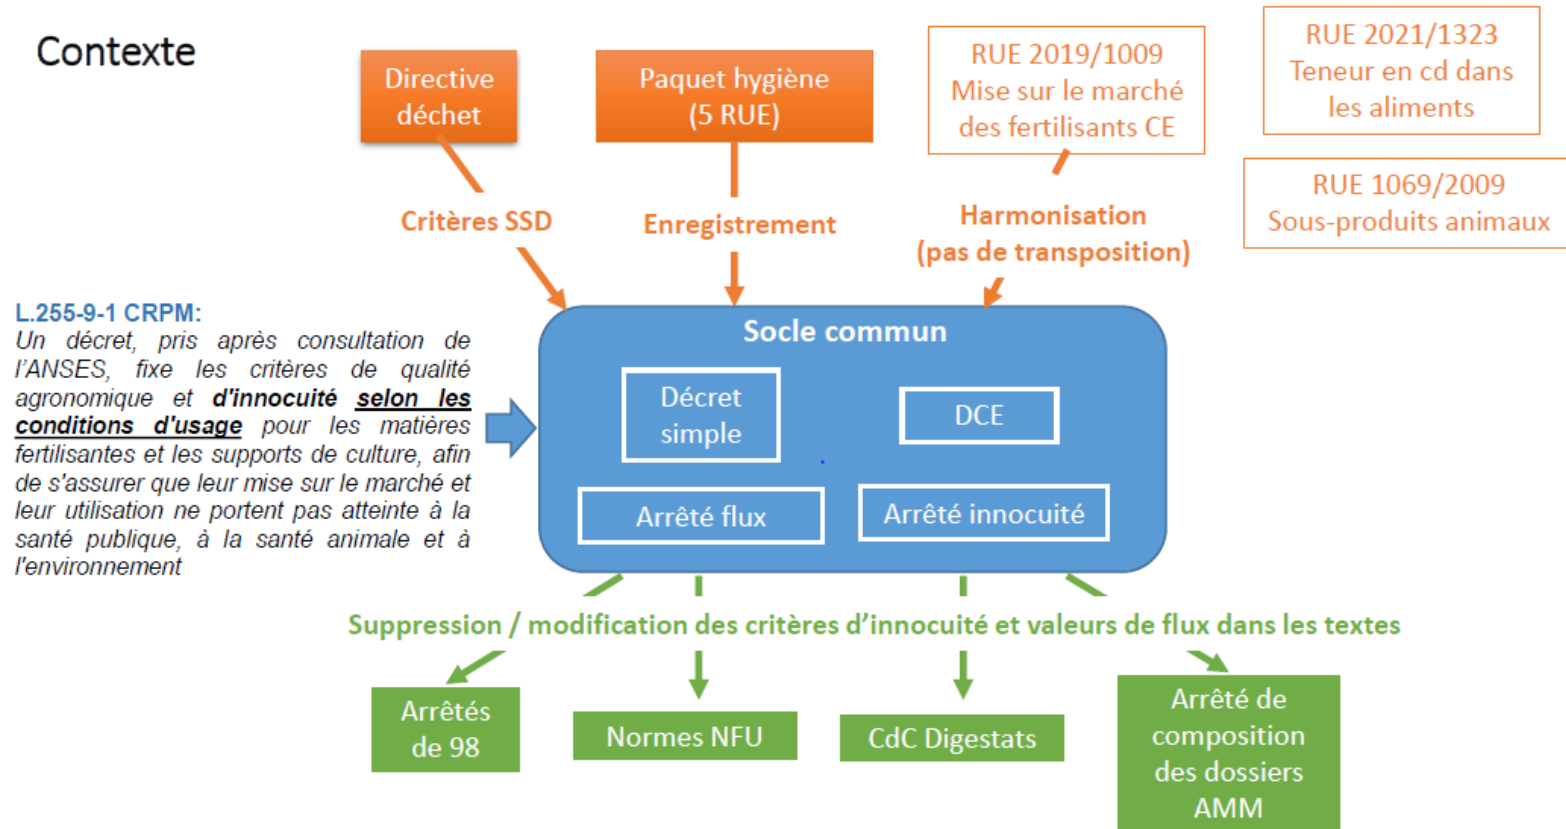 Contexte
Directive
déchet
Paquet hygiène
(5 RUE)
RUE 2019/1009
Mise sur le marché
des fertilisants CE
RUE 2021/1323
Teneur en cd dans
les aliments
RUE 1069/2009
Sous-produits animaux
Critères SSD
Enregistrement
Harmonisation
(pas de transposition)
L.255-9-1 CRPM:
Un décret, pris après consultation de
l'ANSES, fixe les critères de qualité
agronomique et d'innocuité selon les
conditions d'usage pour les matières
fertilisantes et les supports de culture, afin
de s'assurer que leur mise sur le marché et
leur utilisation ne portent pas atteinte à la
santé publique, à la santé animale et à
l'environnement
Socle commun
Décret
simple
DCE
Arrêté flux
Arrêté innocuité
Suppression / modification des critères d’innocuité et valeurs de flux dans les textes
Arrêtés
de 98
Normes NFU
CdC Digestats
Arrêté de
composition
des dossiers
AMM